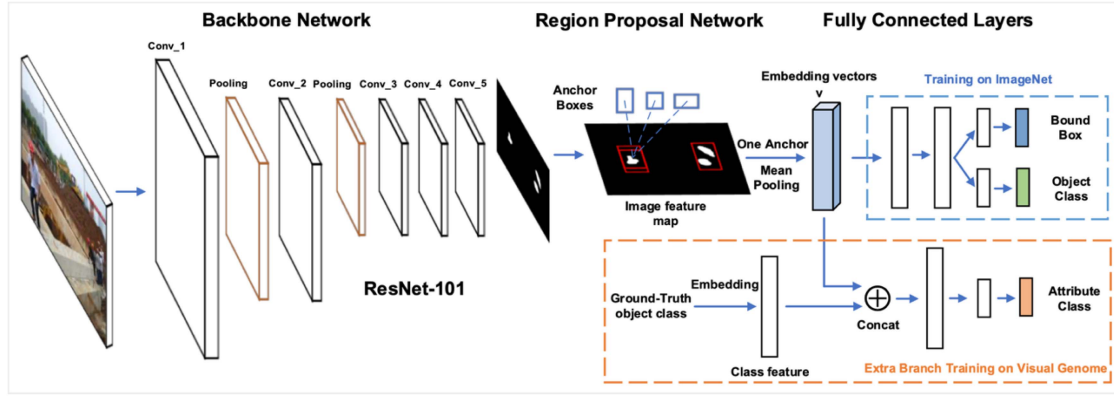 Backbone Network
Region Proposal Network
Fully Connected Layers
Conv_1
Pooling
Conv_2
Pooling
Conv_3
Conv_4
Conv_5
ResNet-101
Anchor
Boxes
Image feature
map
One Anchor
Mean
Pooling
Embedding vectors
v
Training on ImageNet
Bound
Box
Object
Class
Ground-Truth
object class
Embedding
Class feature
Concat
Attribute
Class
Extra Branch Training on Visual Genome